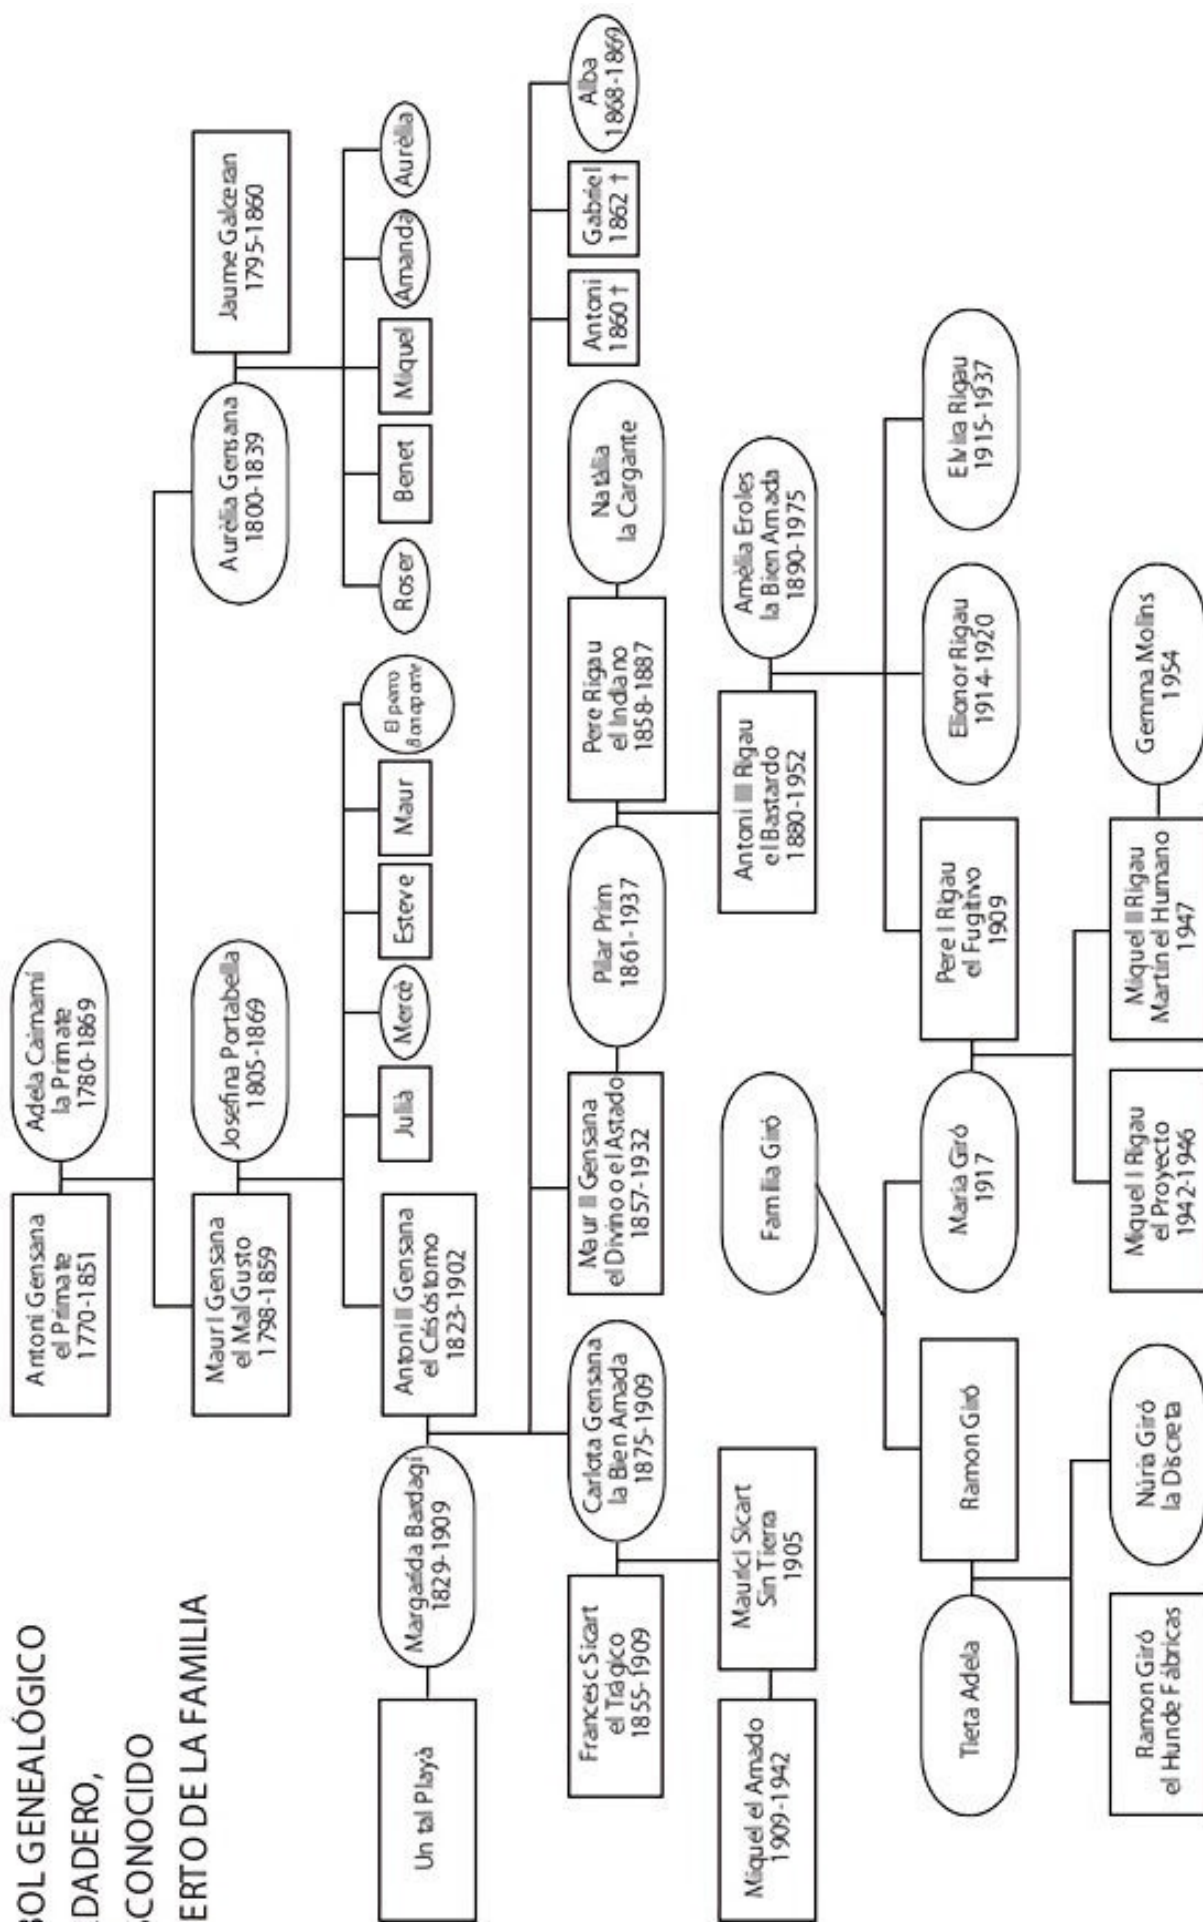 BOL GENEALÓGICO
DADERO,
SCONOCIDO
ERTO DE LA FAMILIA
Antoni Gensana
el Primate
1770-1851
Adela Caimamí
la Primate
1780-1869
Maur I Gensana
el Mal Gusto
1798-1859
Josefina Portabella
1805-1869
Aurèlia Gensana
1800-1839
Jaume Galceran
1795-1860
Un tal Playà
Margarida Bardagí
1829-1909
Antoni II Gensana
el Crisóstomo
1823-1902
Julià
Mercè
Esteve
Maur
El perro
Bonaparte
Roser
Benet
Miquel
Amanda
Aurèlia
Francesc Sicart
el Trágico
1855-1909
Carlota Gensana
la Bien Amada
1875-1909
Maur II Gensana
el Divino o el Astado
1857-1932
Pilar Prim
1861-1937
Pere Rigau
el Indiano
1858-1887
Natàlia
la Cargante
Antoni
1860 †
Gabriel
1862 †
Alba
1868-1869
Miquel el Amado
1909-1942
Maurici Sicart
Sin Tierra
1905
Familia Giró
Antoni III Rigau
el Bastardo
1880-1952
Amèlia Eroles
la Bien Amada
1890-1975
Tieta Adela
Ramon Giró
Maria Giró
1917
Pere I Rigau
el Fugitivo
1909
Elionor Rigau
1914-1920
Elvira Rigau
1915-1937
Ramon Giró
el Hunde Fábricas
Núria Giró
la Discreta
Miquel I Rigau
el Proyecto
1942-1946
Miquel II Rigau
Martin el Humano
1947
Gemma Molins
1954